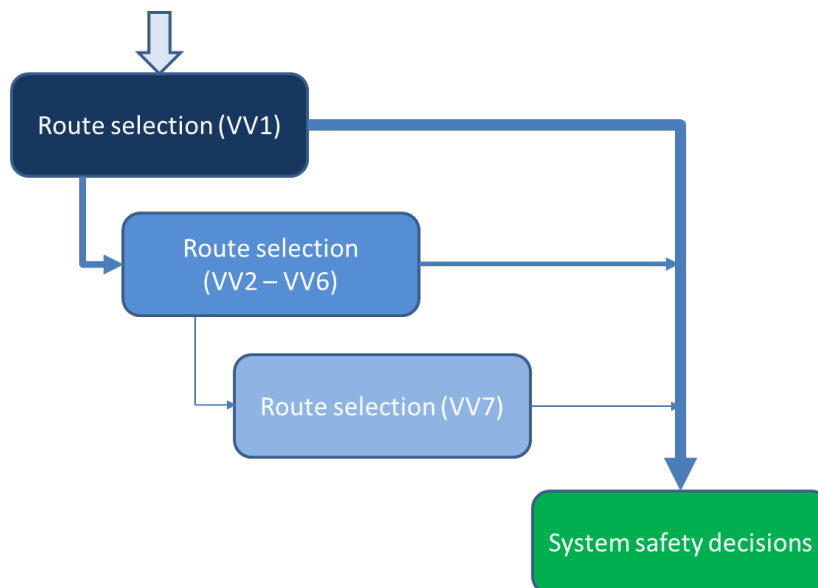 Route selection (VV1)
Route selection
(VV2 – VV6)
Route selection (VV7)
System safety decisions